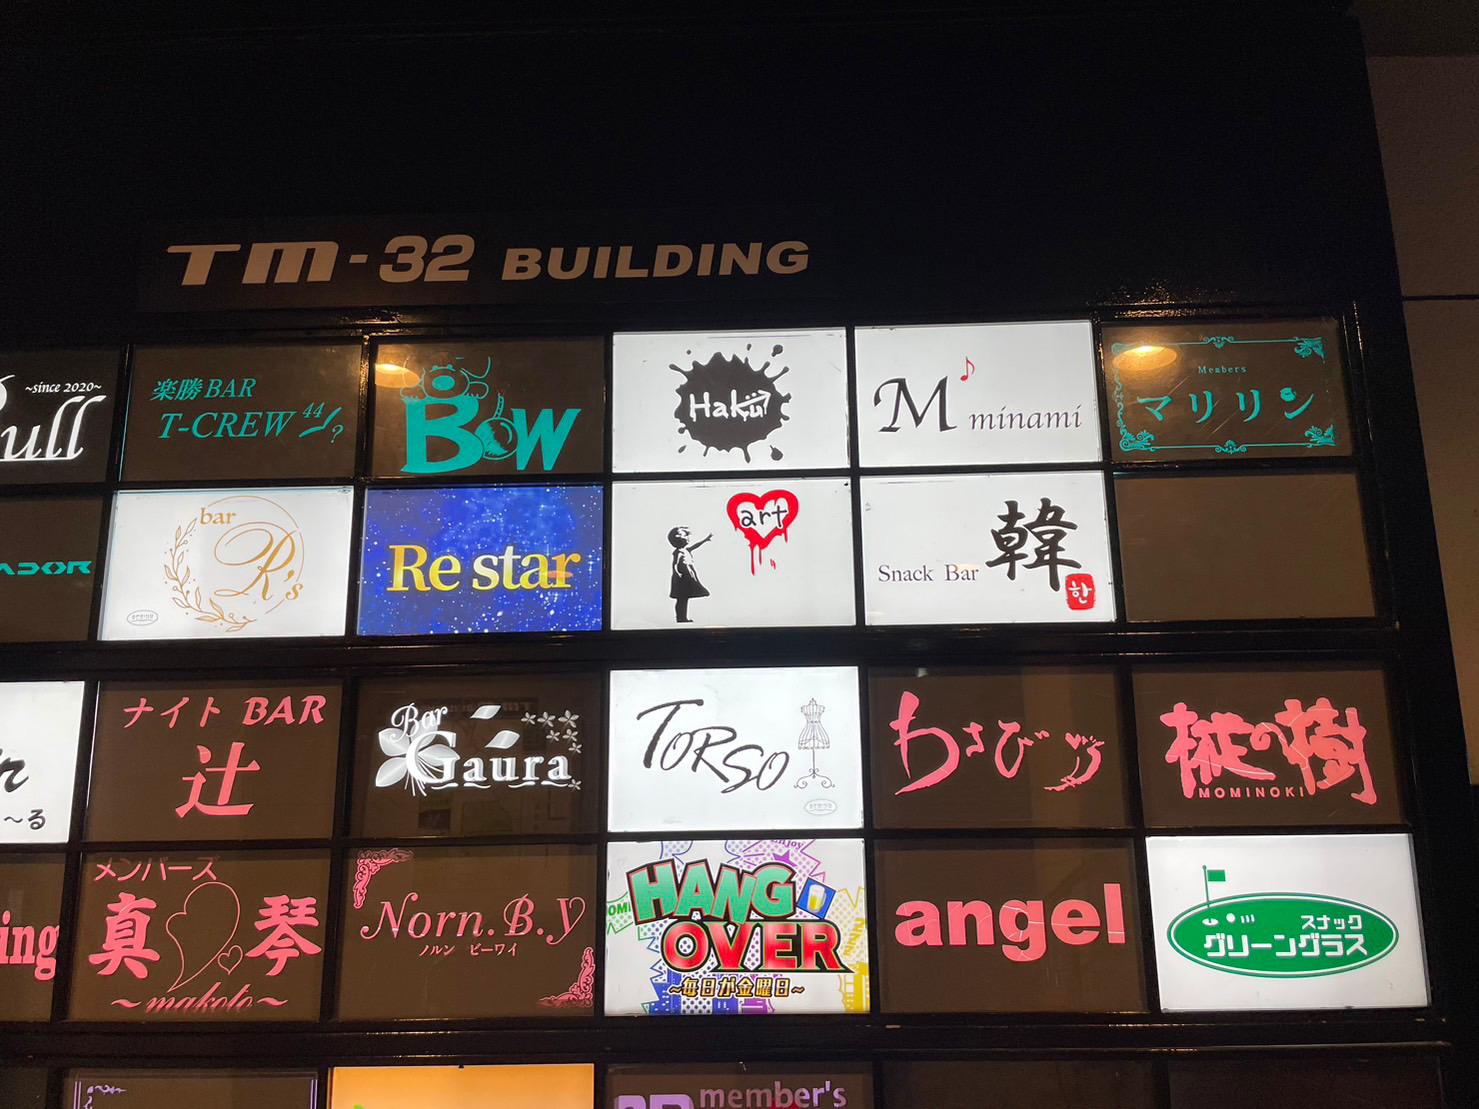 TM-32 BUILDING
~since 2020~
ull
楽勝BAR
T-CREW 44 ?
BOW
Haku
M minami
Members
マリリン
ADOR
bar
R's
Re star
art
Snack Bar 韓
한
~る
ナイト BAR
辻
Bar
Gaura
TORSO
わさび
樅の樹
MOMINOKI
ing
メンバーズ
真琴
~makoto~
Norn.B.y
ノルン ビーワイ
Enjoy
HANG
OVER
~毎日が金曜日~
angel
スナック
グリーングラス
member's